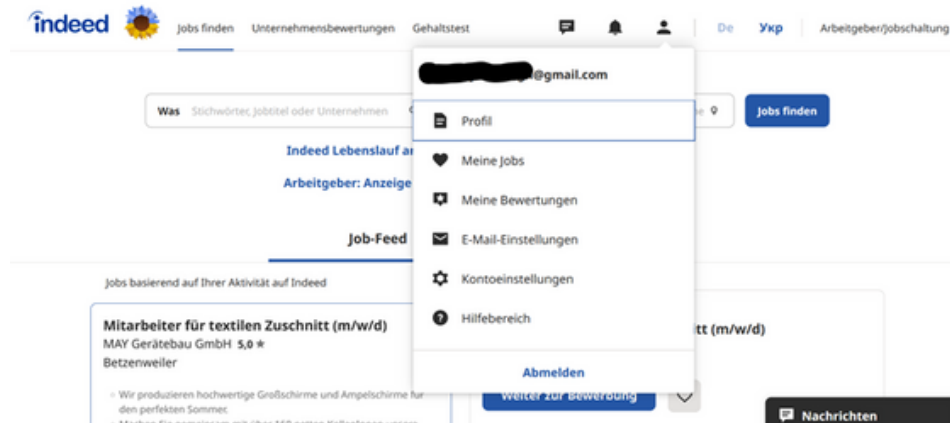 indeed
Jobs finden Unternehmensbewertungen Gehaltstest De Укр Arbeitgeber/Jobschaltung
@gmail.com
Was Stichwörter, Jobtitel oder Unternehmen Jobs finden
Profil
Indeed Lebenslauf
Meine Jobs
Arbeitgeber: Anzeige
Meine Bewertungen
Job-Feed
E-Mail-Einstellungen
Jobs basierend auf Ihrer Aktivität auf Indeed
Kontoeinstellungen
Hilfebereich
Mitarbeiter für textilen Zuschnitt (m/w/d)
(m/w/d)
MAY Gerätebau GmbH 5,0
Betzenweiler
Abmelden
Wir produzieren hochwertige Großschirme und Ampelschirme für
den perfekten Sommer.
Weiter zur Bewerbung
Nachrichten